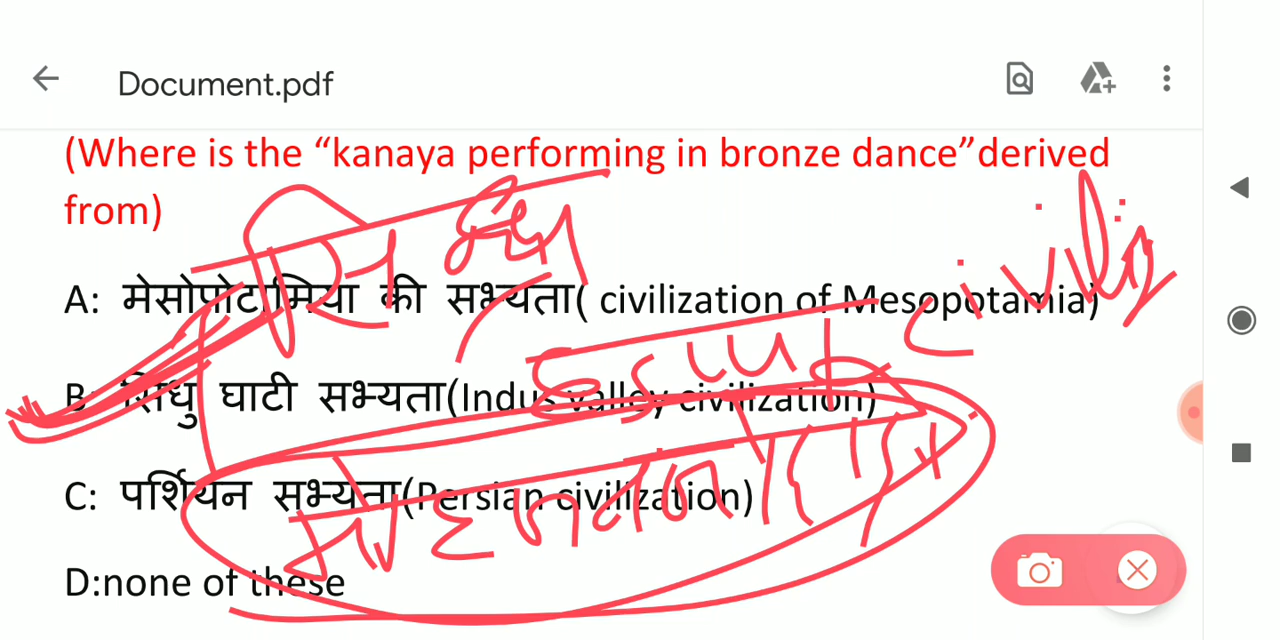 Document.pdf
(Where is the “kanaya performing in bronze dance”derived
from)
A: मेसोपोटामिया की सभ्यता( civilization of Mesopotamia)
B: सिंधु घाटी सभ्यता(Indus valley civilization)
C: पर्शियन सभ्यता(Persian civilization)
D:none of these